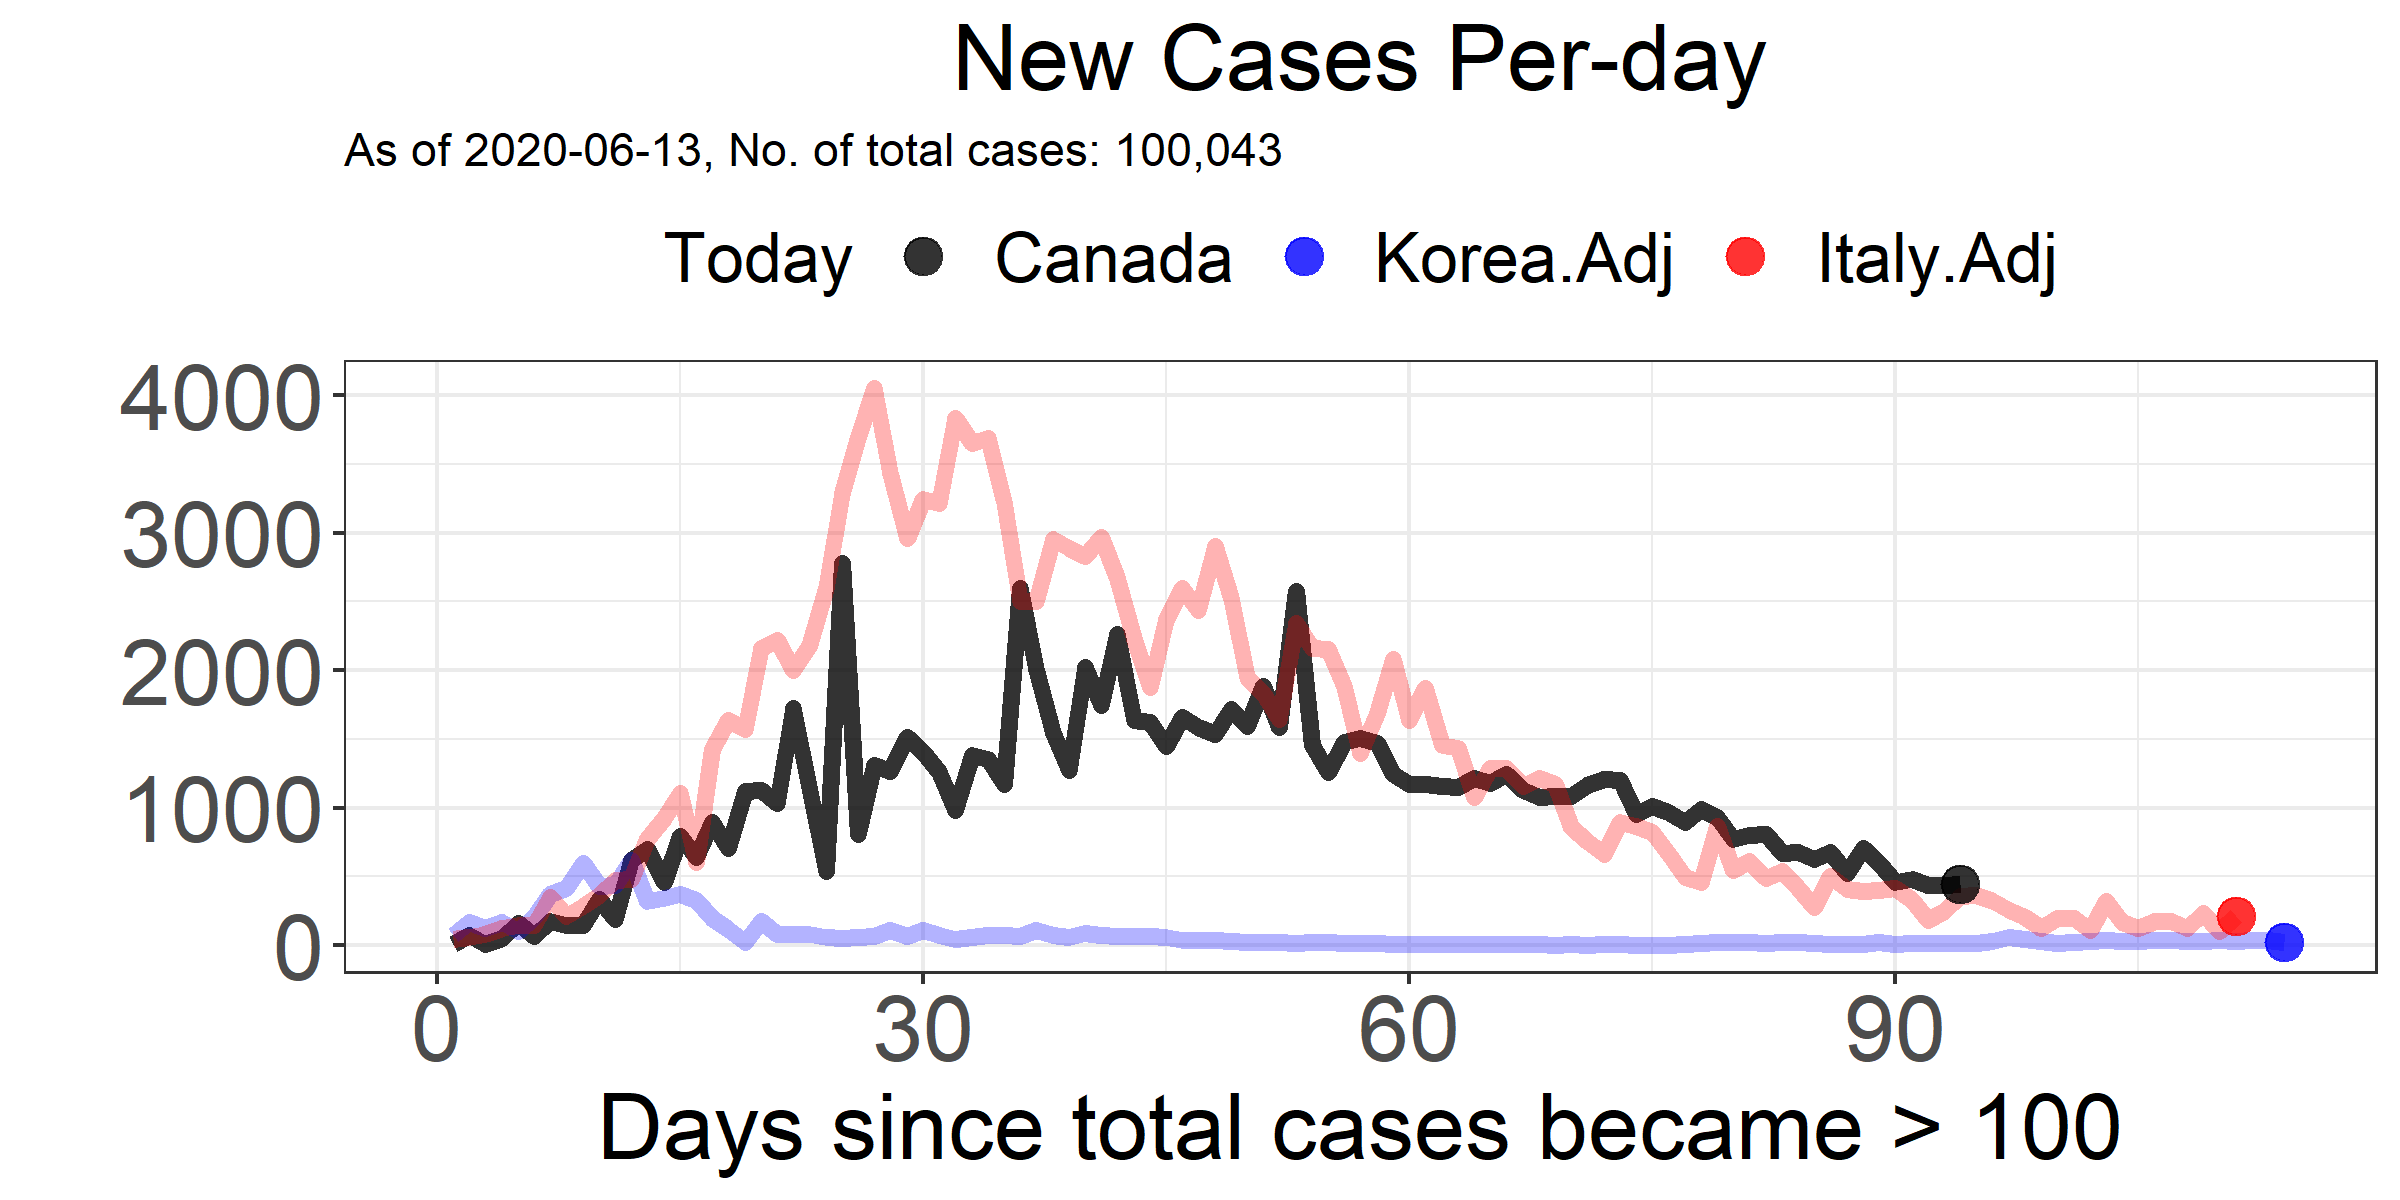 New Cases Per-day
As of 2020-06-13, No. of total cases: 100,043
Today Canada Korea.Adj Italy.Adj
4000
3000
2000
1000
0
0 30 60 90
Days since total cases became > 100